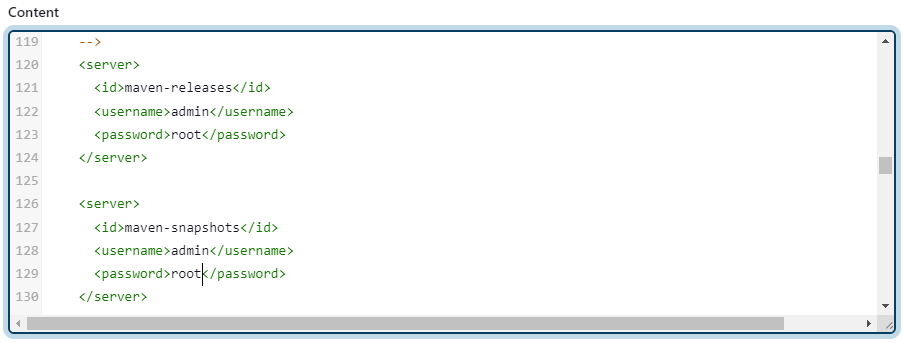 Content
119     -->
120     <server>
121       <id>maven-releases</id>
122       <username>admin</username>
123       <password>root</password>
124     </server>
125
126     <server>
127       <id>maven-snapshots</id>
128       <username>admin</username>
129       <password>root</password>
130     </server>